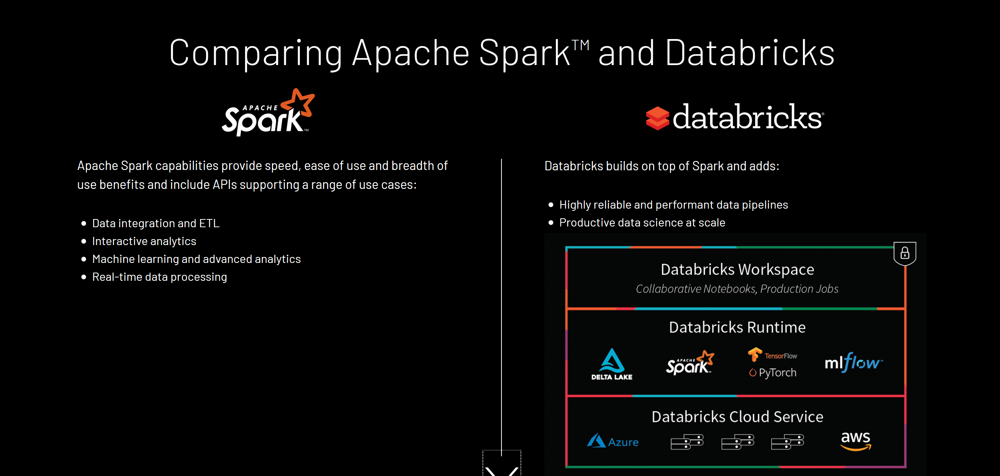 Comparing Apache Spark™ and Databricks
APACHE
Spark™
databricks®
Apache Spark capabilities provide speed, ease of use and breadth of
use benefits and include APIs supporting a range of use cases:
• Data integration and ETL
• Interactive analytics
• Machine learning and advanced analytics
• Real-time data processing
Databricks builds on top of Spark and adds:
• Highly reliable and performant data pipelines
• Productive data science at scale
Databricks Workspace
Collaborative Notebooks, Production Jobs
Databricks Runtime
DELTA LAKE
APACHE
Spark™
TensorFlow
PyTorch
mlflow™
Databricks Cloud Service
Azure
aws